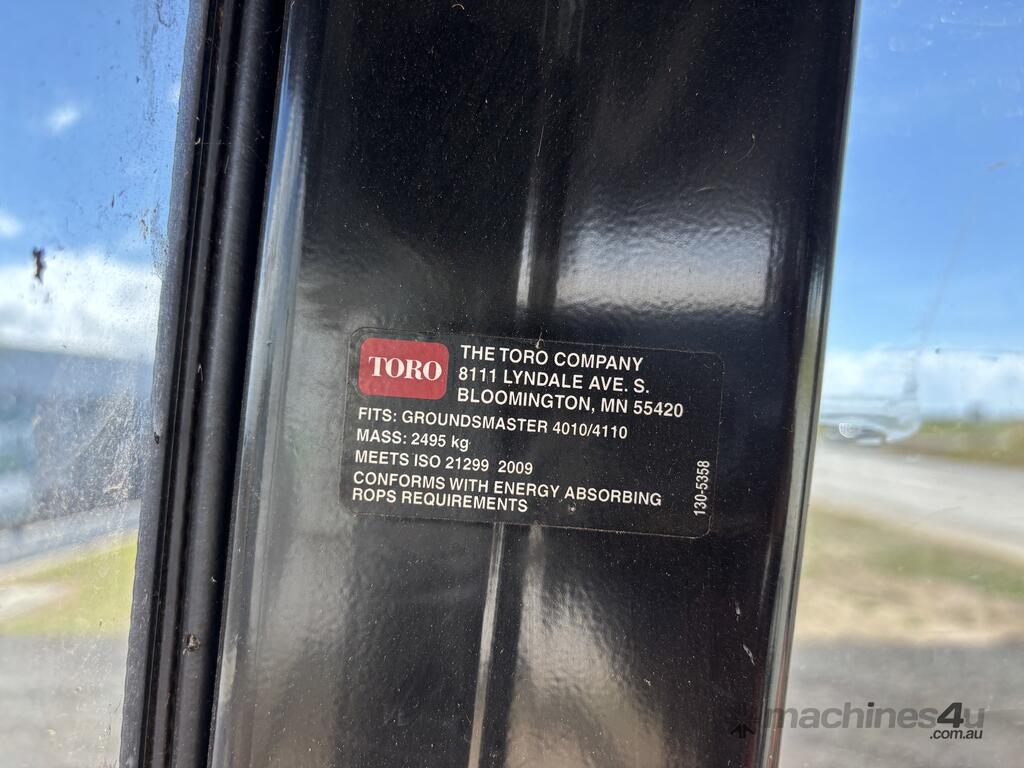 TORO
THE TORO COMPANY
8111 LYNDALE AVE. S.
BLOOMINGTON, MN 55420
FITS: GROUNDSMASTER 4010/4110
MASS: 2495 kg
MEETS ISO 21299 2009
CONFORMS WITH ENERGY ABSORBING
ROPS REQUIREMENTS
130-5358
machines4u
.com.au